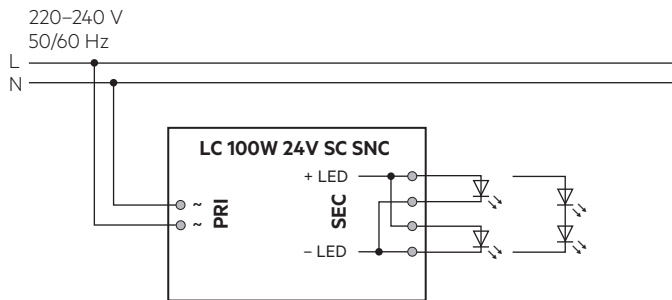 220–240 V
50/60 Hz
L
N
LC 100W 24V SC SNC
+ LED
~
PRI
~
SEC
– LED